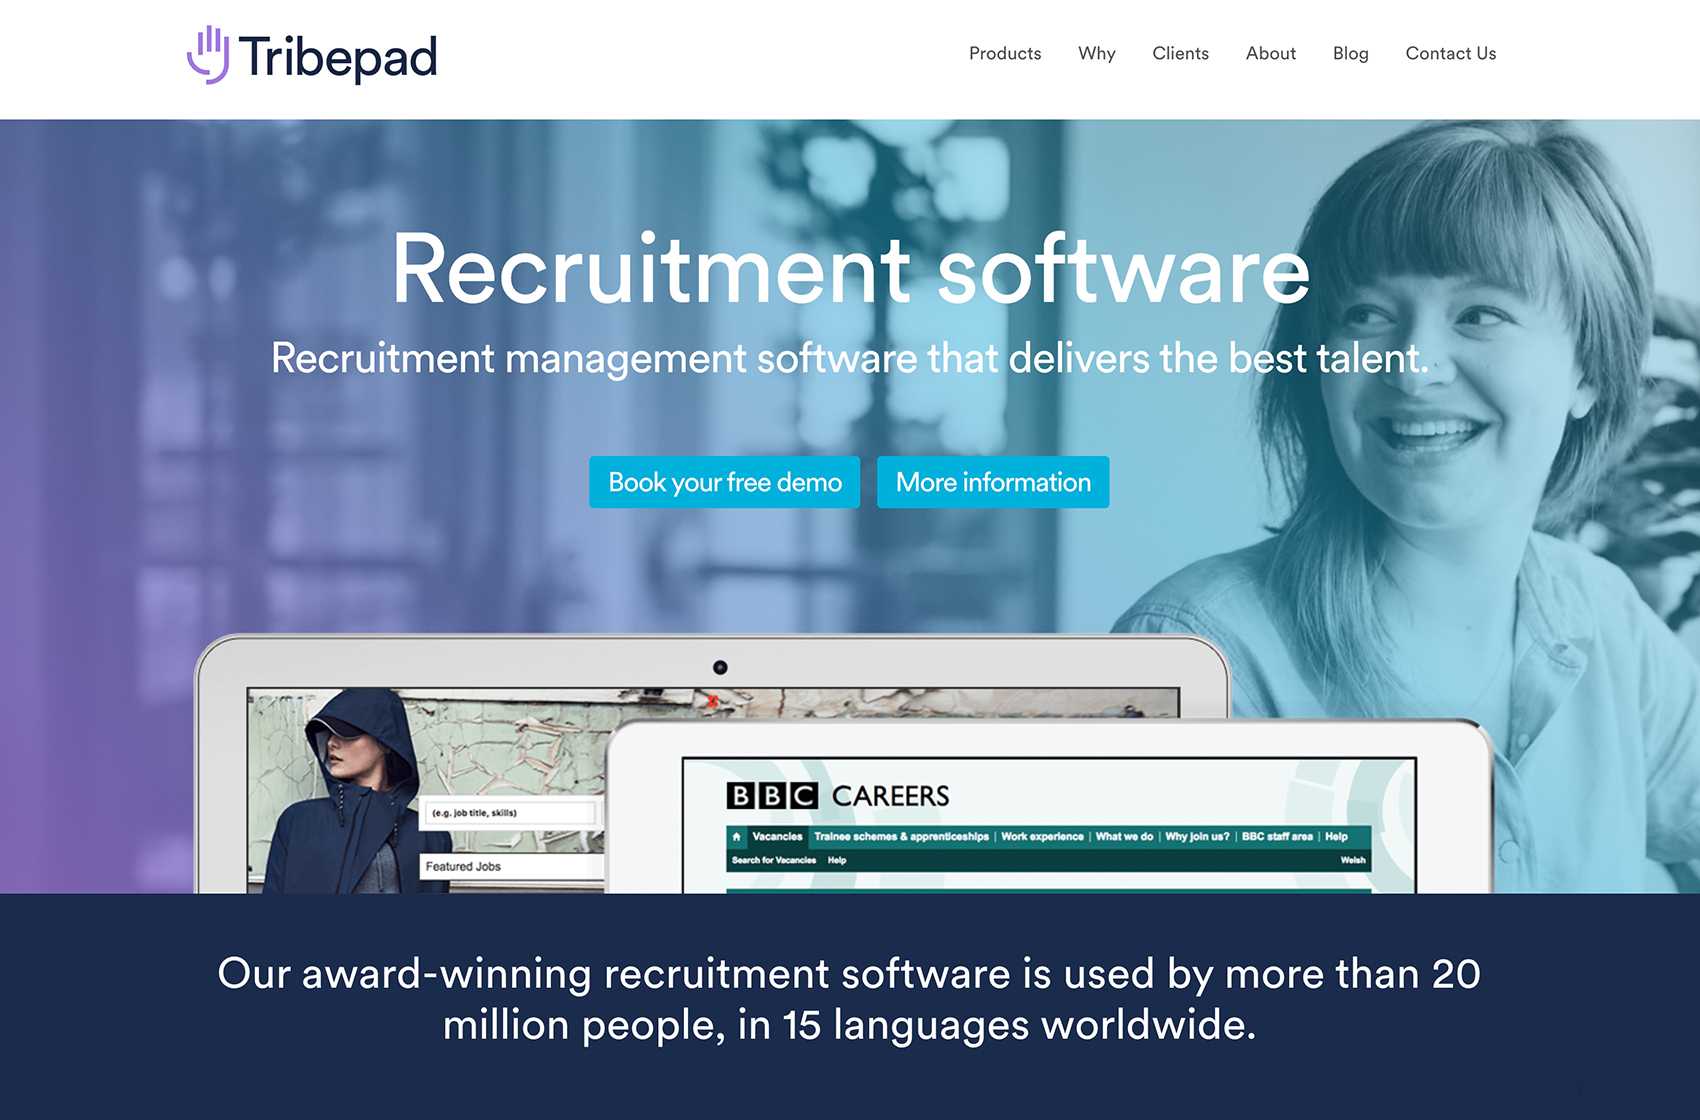 Tribepad
Products Why Clients About Blog Contact Us
Recruitment software
Recruitment management software that delivers the best talent.
Book your free demo More information
(e.g. job title, skills)
Featured Jobs
BBC CAREERS
Vacancies Trainee schemes & apprenticeships | Work experience | What we do | Why join us? | BBC staff area | Help
Search for Vacancies Help Welsh
Our award-winning recruitment software is used by more than 20
million people, in 15 languages worldwide.